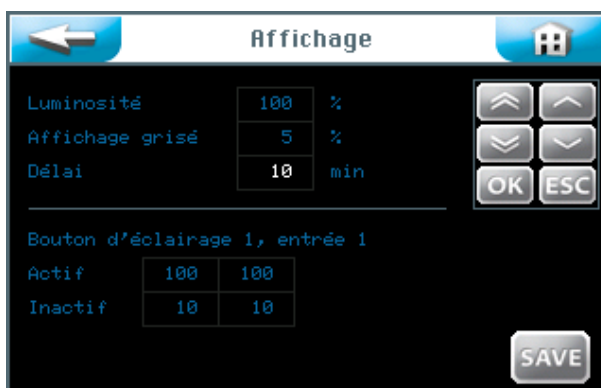 Affichage
Luminosité 100 %
Affichage grisé 5 %
Délai 10 min
OK ESC
Bouton d'éclairage 1, entrée 1
Actif 100 100
Inactif 10 10
SAVE